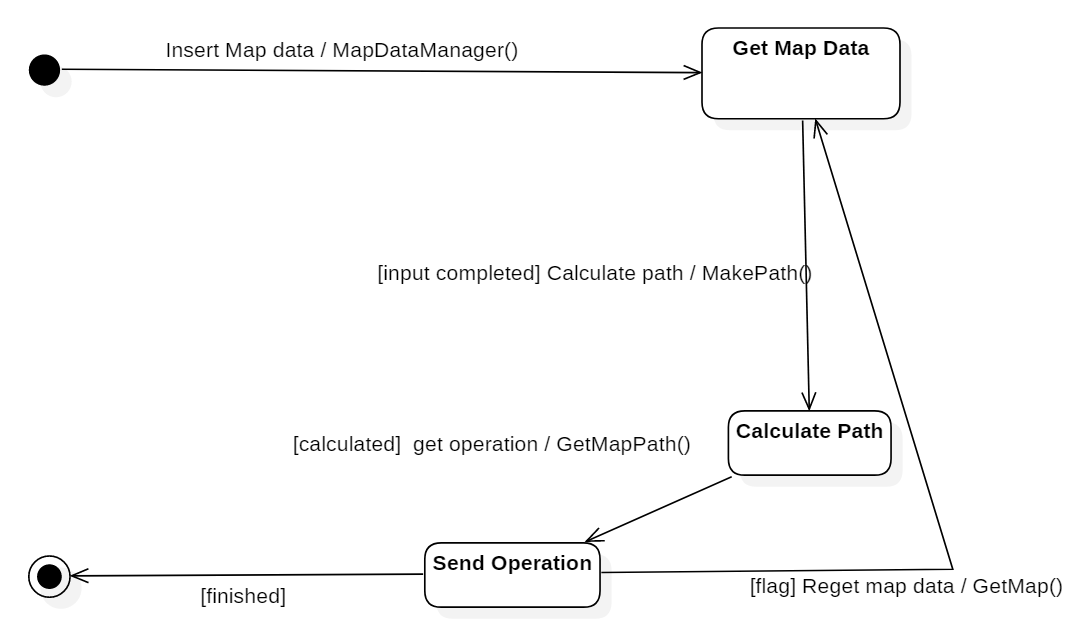 Insert Map data / MapDataManager()
Get Map Data
[input completed] Calculate path / MakePath()
Calculate Path
[calculated]  get operation / GetMapPath()
Send Operation
[flag] Reget map data / GetMap()
[finished]